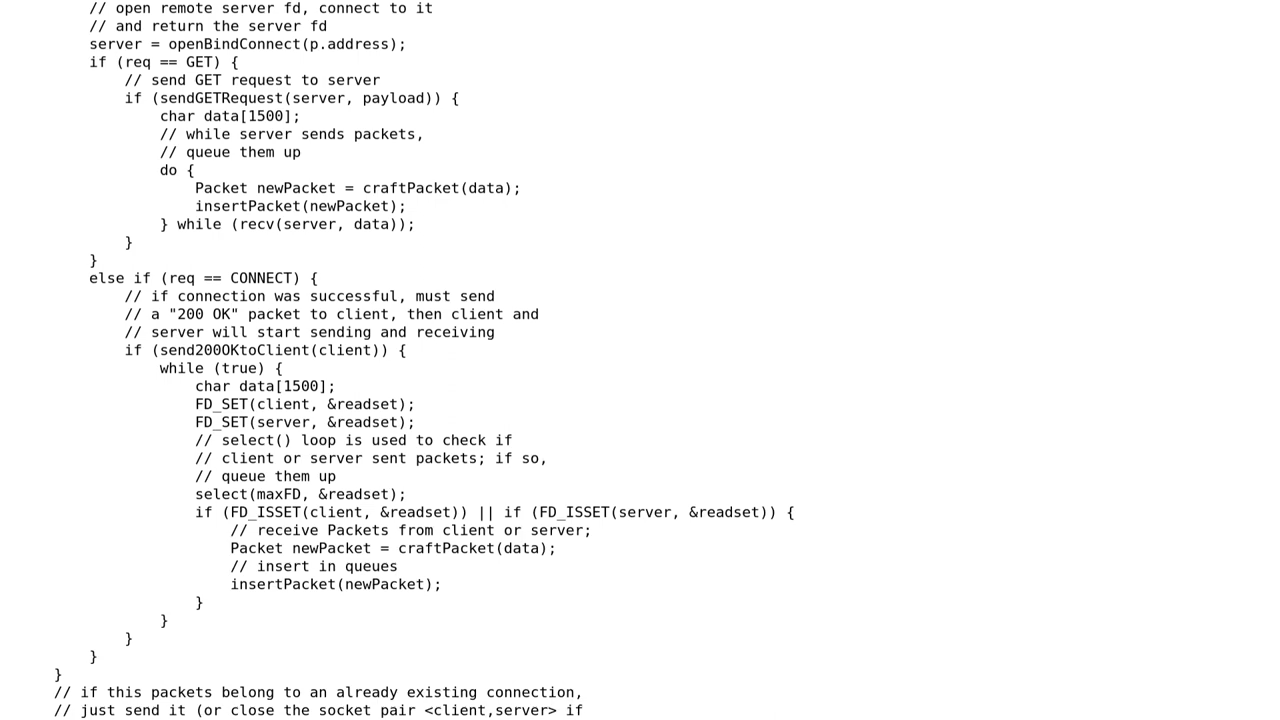 // open remote server fd, connect to it
// and return the server fd
server = openBindConnect(p.address);
if (req == GET) {
// send GET request to server
if (sendGETRequest(server, payload)) {
char data[1500];
// while server sends packets,
// queue them up
do {
Packet newPacket = craftPacket(data);
insertPacket(newPacket);
} while (recv(server, data));
}
}
else if (req == CONNECT) {
// if connection was successful, must send
// a "200 OK" packet to client, then client and
// server will start sending and receiving
if (send200OKtoClient(client)) {
while (true) {
char data[1500];
FD_SET(client, &readset);
FD_SET(server, &readset);
// select() loop is used to check if
// client or server sent packets; if so,
// queue them up
select(maxFD, &readset);
if (FD_ISSET(client, &readset)) || if (FD_ISSET(server, &readset)) {
// receive Packets from client or server;
Packet newPacket = craftPacket(data);
// insert in queues
insertPacket(newPacket);
}
}
}
}
}
// if this packets belong to an already existing connection,
// just send it (or close the socket pair <client,server> if